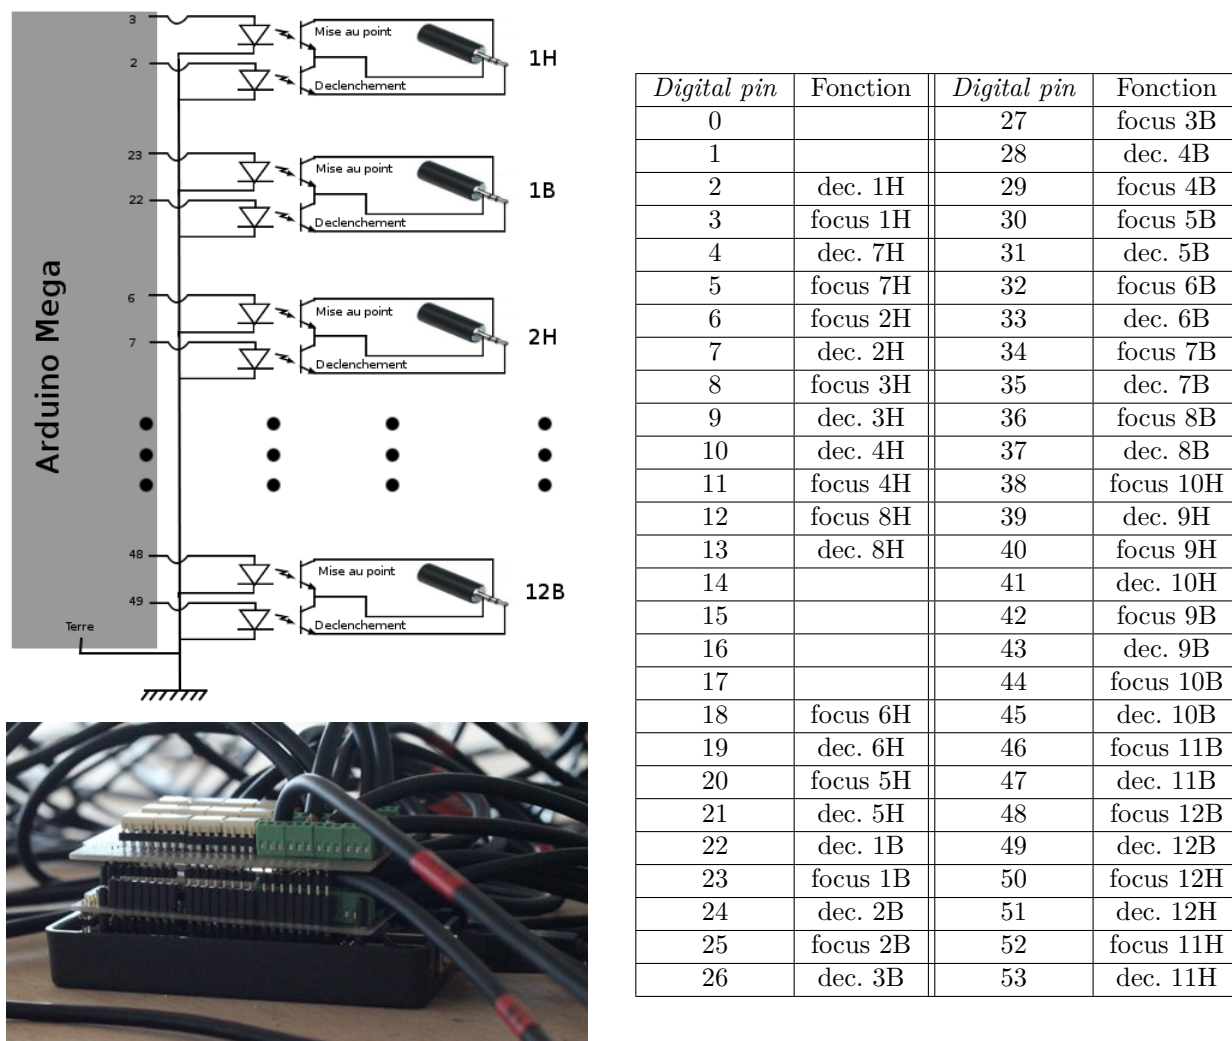 3
Mise au point
1H
2
Declenchement
23
Mise au point
1B
22
Declenchement
6
Mise au point
2H
7
Declenchement
Arduino Mega
48
Mise au point
12B
49
Declenchement
Terre
Digital pin Fonction Digital pin Fonction
0 27 focus 3B
1 28 dec. 4B
2 dec. 1H 29 focus 4B
3 focus 1H 30 focus 5B
4 dec. 7H 31 dec. 5B
5 focus 7H 32 focus 6B
6 focus 2H 33 dec. 6B
7 dec. 2H 34 focus 7B
8 focus 3H 35 dec. 7B
9 dec. 3H 36 focus 8B
10 dec. 4H 37 dec. 8B
11 focus 4H 38 focus 10H
12 focus 8H 39 dec. 9H
13 dec. 8H 40 focus 9H
14 41 dec. 10H
15 42 focus 9B
16 43 dec. 9B
17 44 focus 10B
18 focus 6H 45 dec. 10B
19 dec. 6H 46 focus 11B
20 focus 5H 47 dec. 11B
21 dec. 5H 48 focus 12B
22 dec. 1B 49 dec. 12B
23 focus 1B 50 focus 12H
24 dec. 2B 51 dec. 12H
25 focus 2B 52 focus 11H
26 dec. 3B 53 dec. 11H